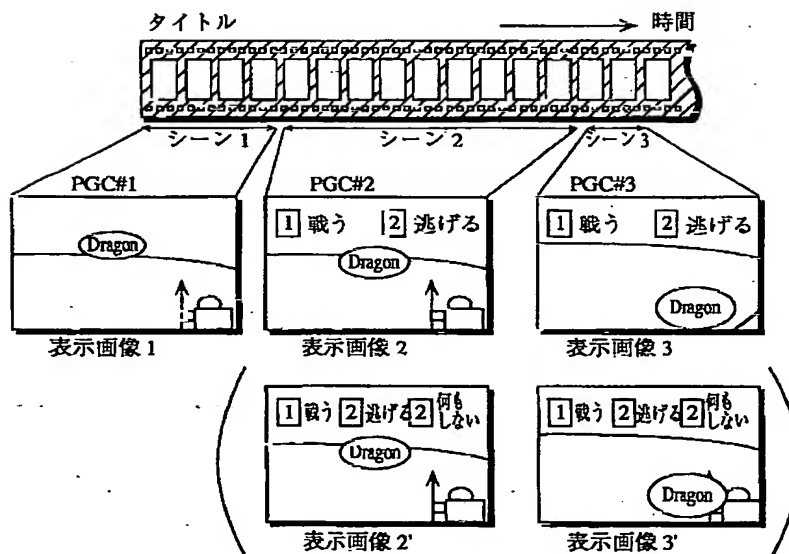 タイトル
時間
シーン 1
シーン 2
シーン 3
PGC#1
PGC#2
PGC#3
Dragon
1 戦う 2 逃げる
Dragon
1 戦う 2 逃げる
Dragon
表示画像 1
表示画像 2
表示画像 3
1 戦う 2 逃げる 2 何も
しない
Dragon
1 戦う 2 逃げる 2 何も
しない
Dragon
表示画像 2'
表示画像 3'